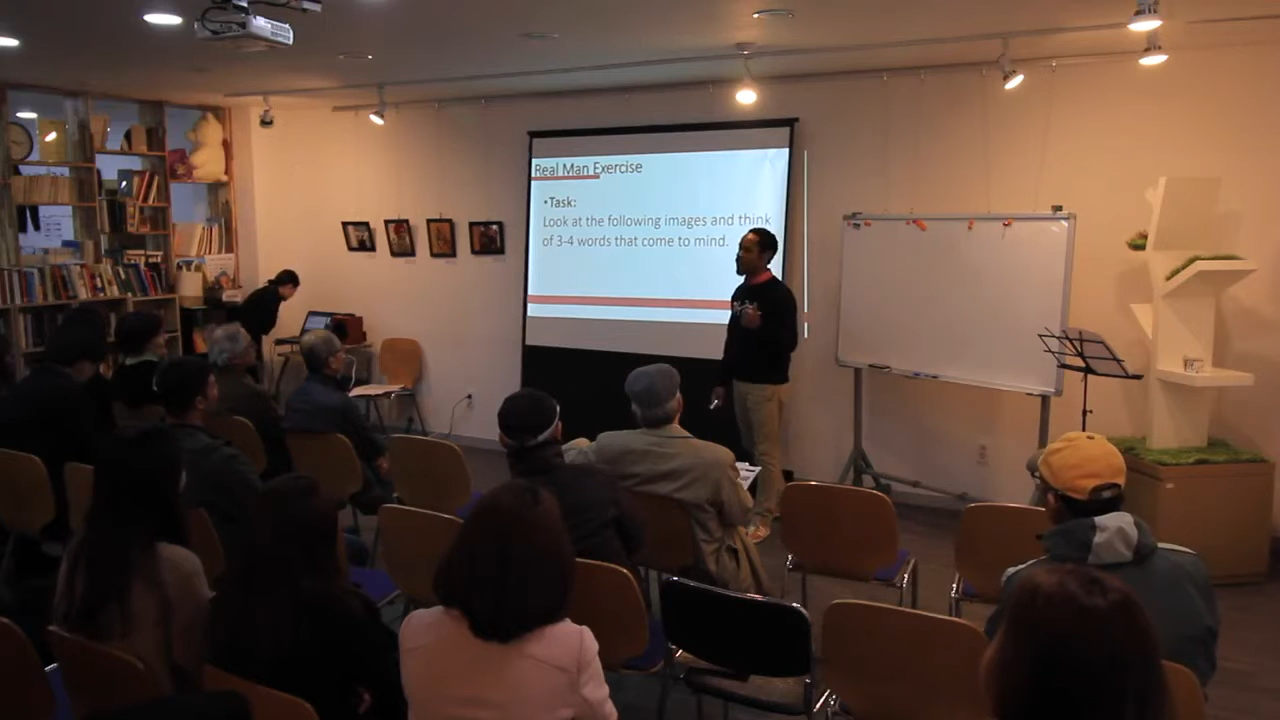 Real Man Exercise
•Task:
Look at the following images and think
of 3-4 words that come to mind.